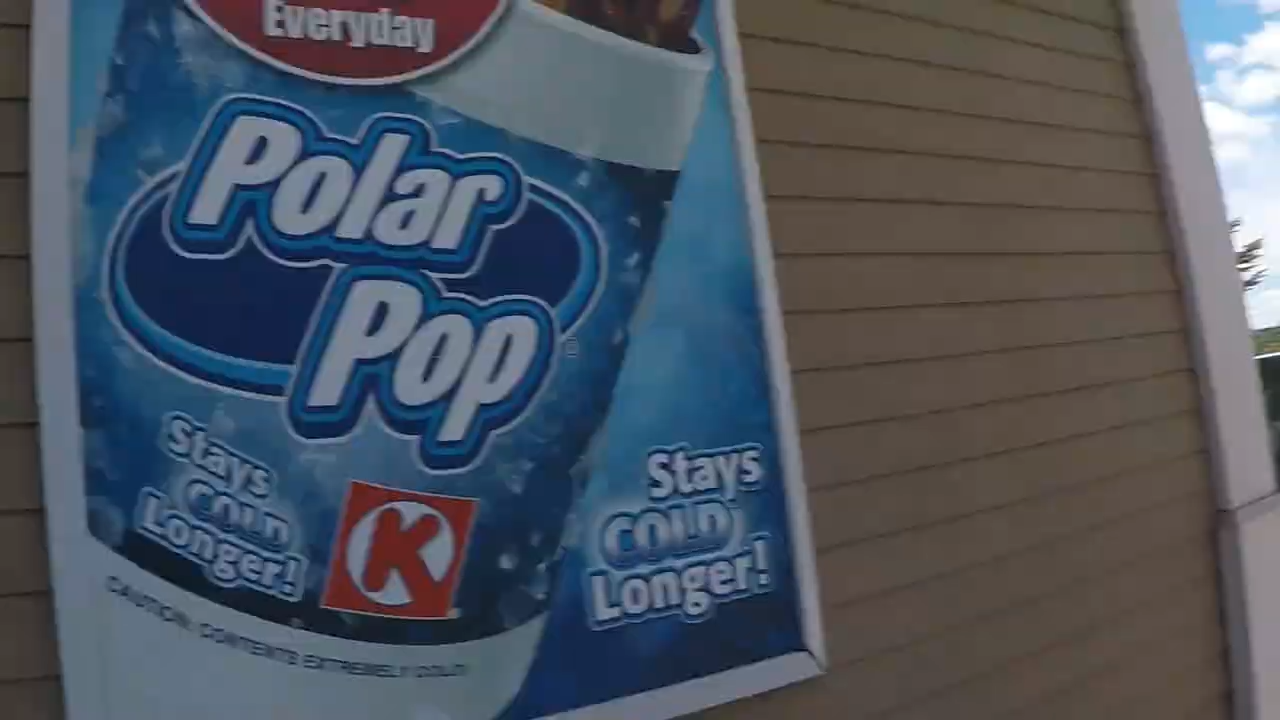 Everyday
Polar
Pop
Stays
COLD
Longer!
K
CAUTION: CONTENTS EXTREMELY COLD
Stays
COLD
Longer!